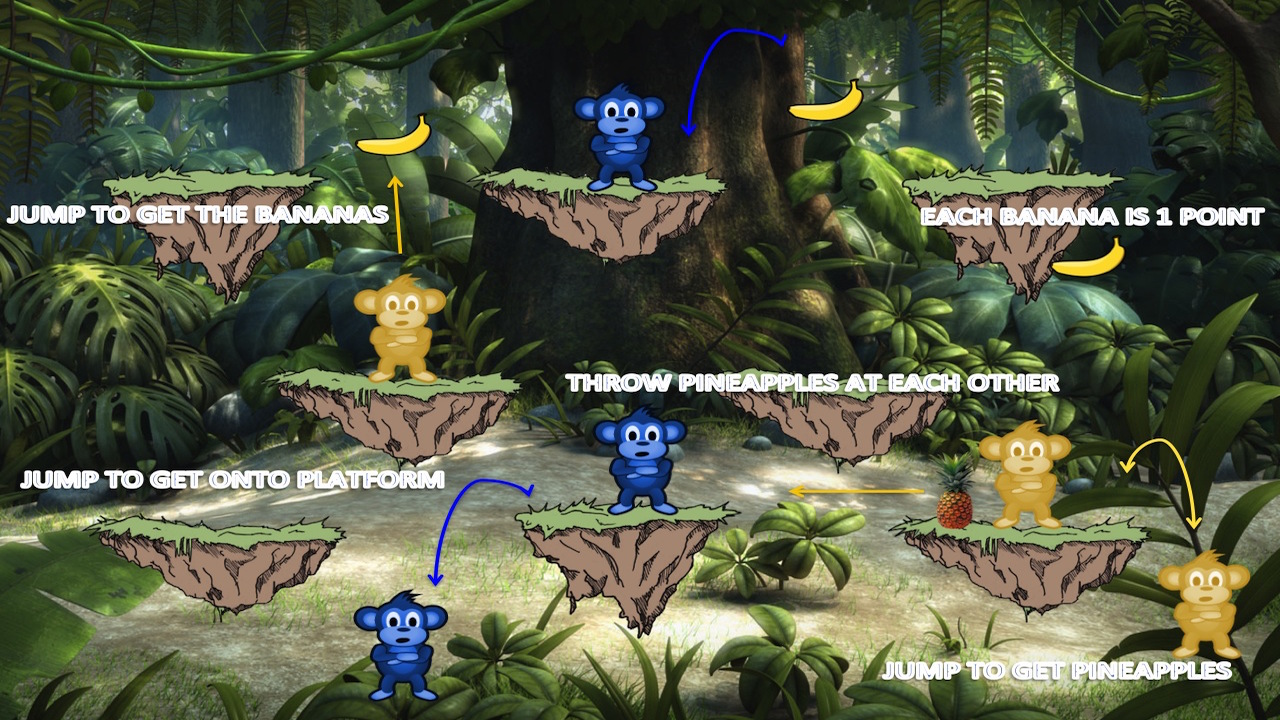 JUMP TO GET THE BANANAS
EACH BANANA IS 1 POINT
THROW PINEAPPLES AT EACH OTHER
JUMP TO GET ONTO PLATFORM
JUMP TO GET PINEAPPLES